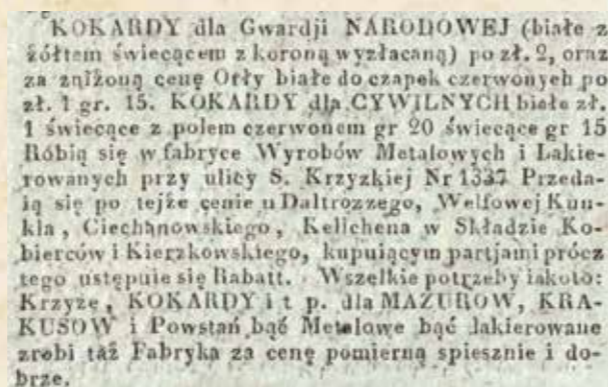 KOKARDY dla Gwardji NARODOWEJ (białe z
żółtem świecącem z koroną wyzłacaną) po zł. 2, oraz
za zniżoną cenę Orły białe do czapek czerwonych po
zł. 1 gr. 15. KOKARDY dla CYWILNYCH białe zł.
1 świecące z polem czerwonem gr 20 świecące gr 15
Robią się w fabryce Wyrobów Metalowych i Lakie-
rowanych przy ulicy S. Krzyzkiej Nr 1337 Przeda-
ią się po tejże cenie u Daltrozzego, Welfowej Kun-
kla, Ciechanowskiego, Kelichena w Składzie Ko-
bierców i Kierzkowskiego, kupuiącym partjami prócz
tego ustępuie się Rabatt. Wszelkie potrzeby iakoto:
Krzyże, KOKARDY i t p. dla MAZUROW, KRA-
KUSOW i Powstań bąć Metalowe bąć lakierowane
zrobi taż Fabryka za cenę pomierną spiesznie i do-
brze.